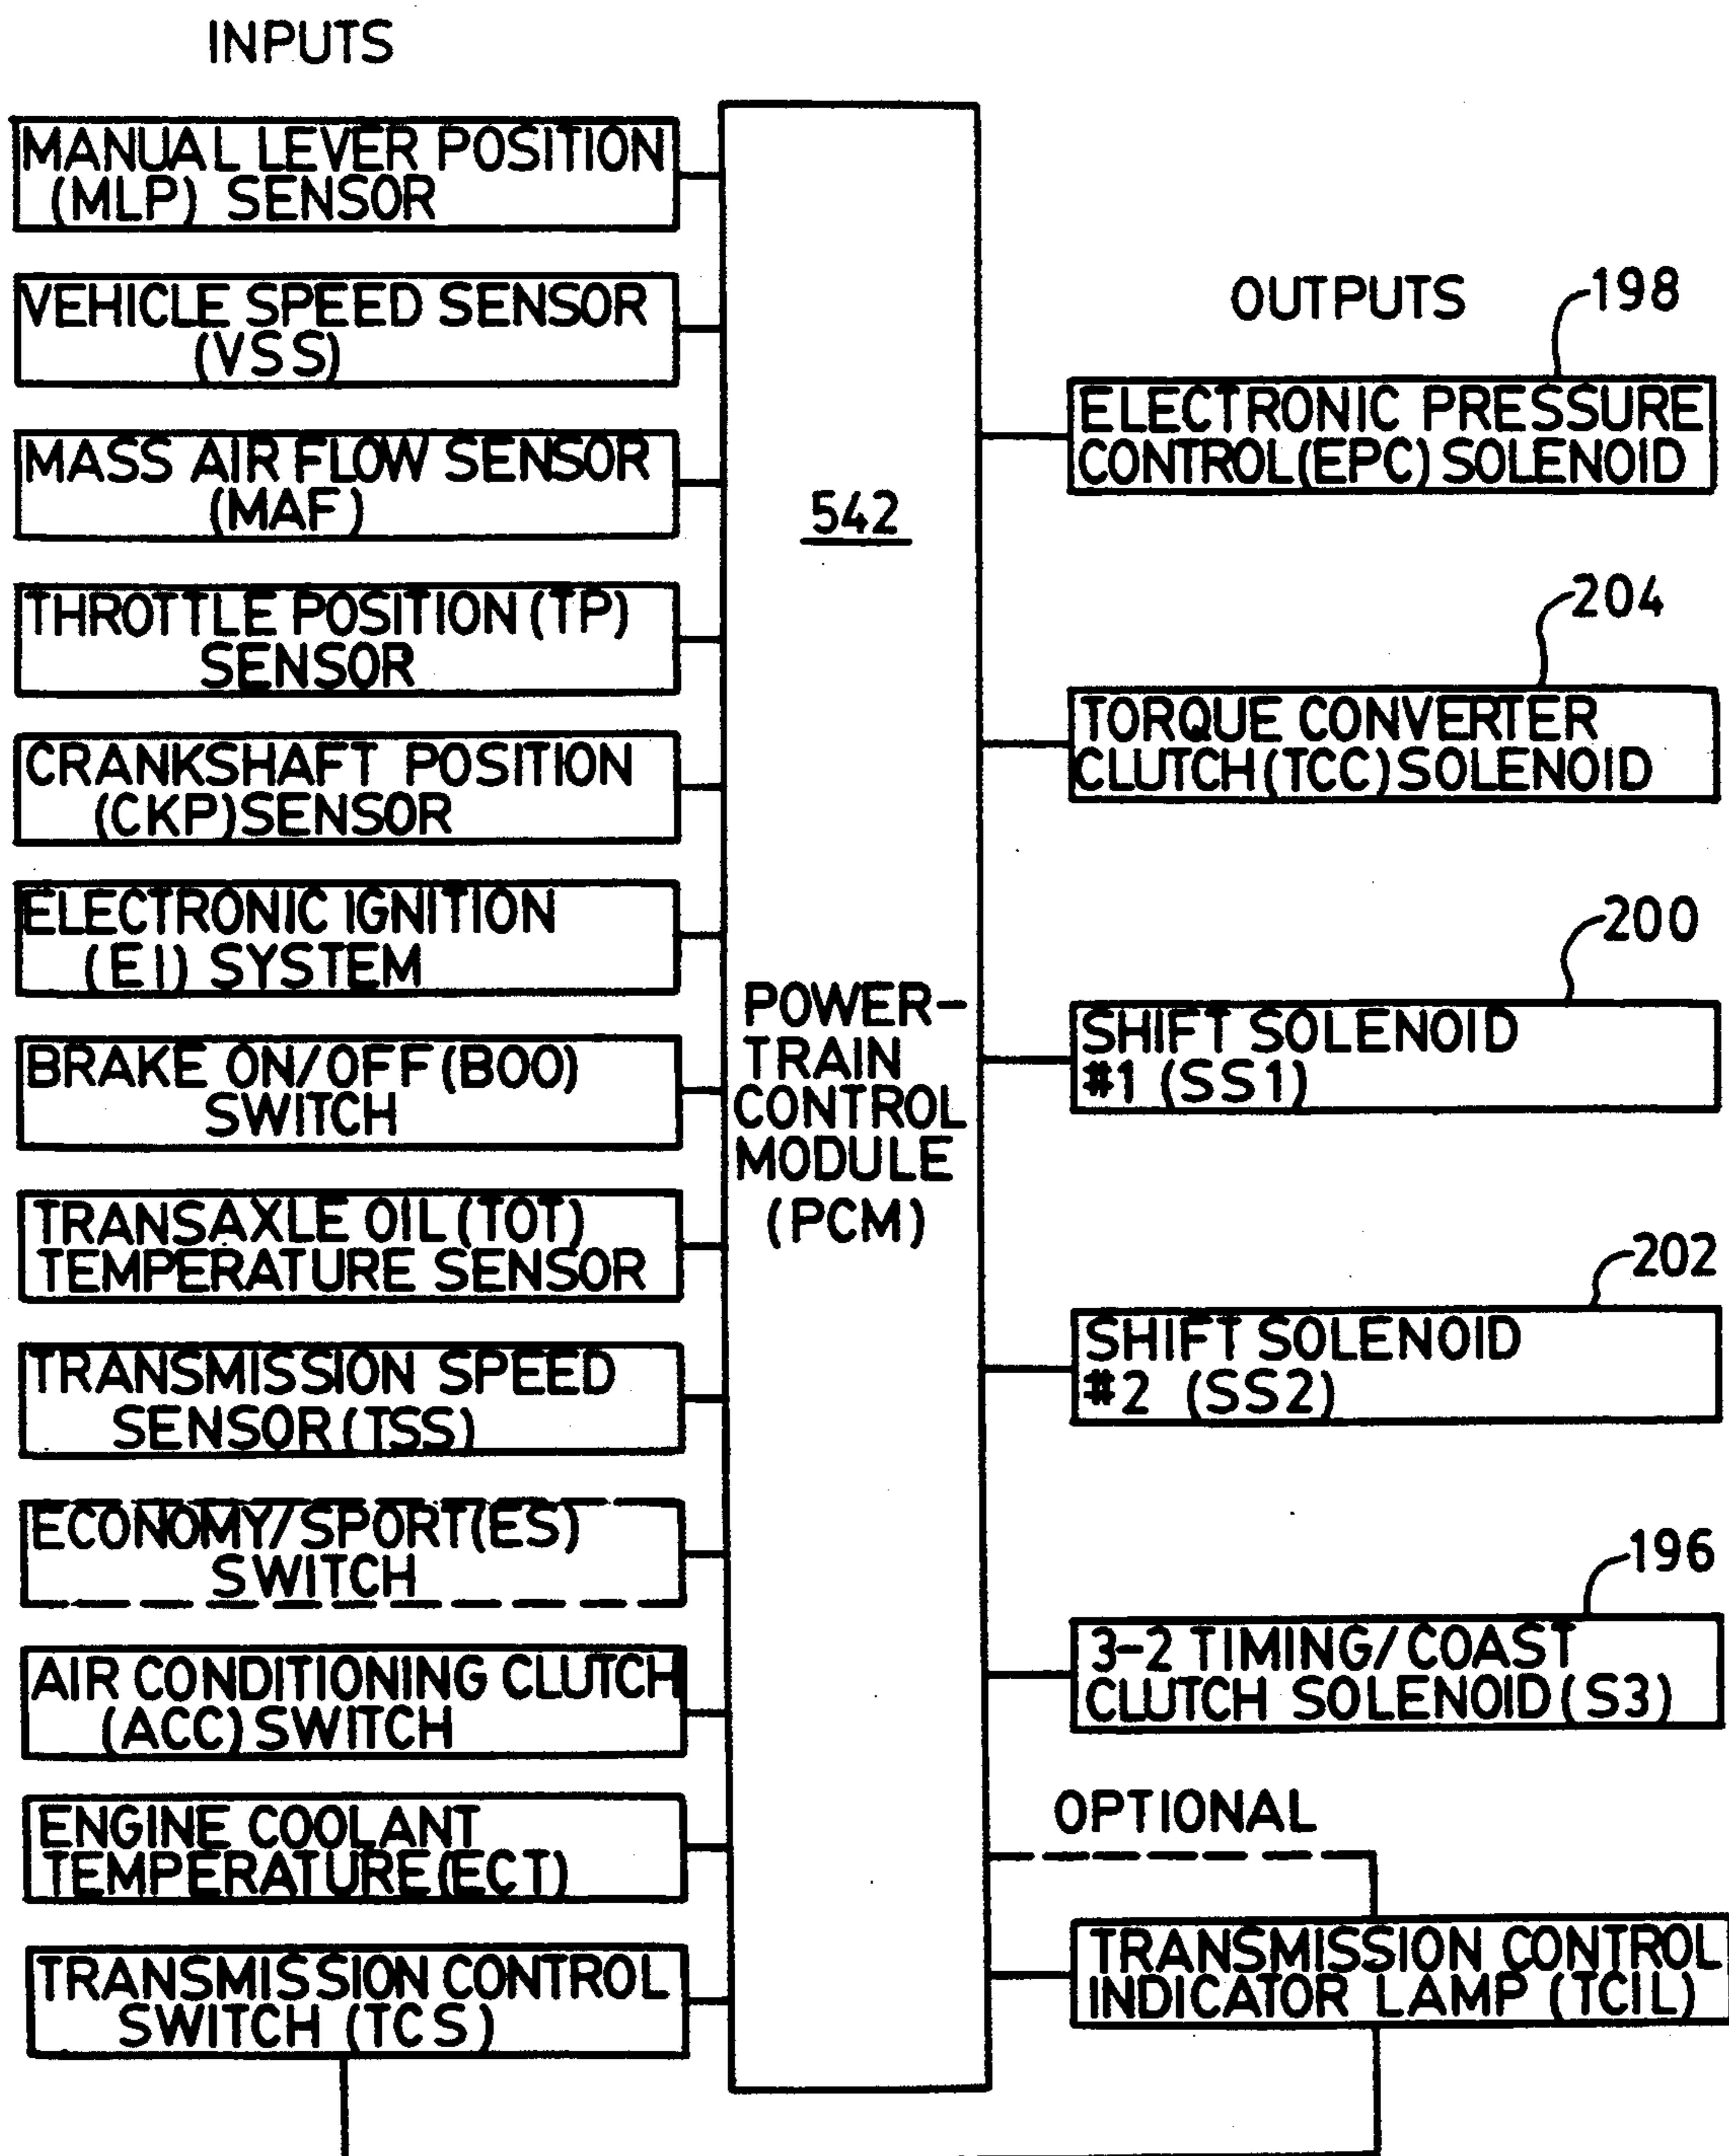 INPUTS
MANUAL LEVER POSITION
(MLP) SENSOR
VEHICLE SPEED SENSOR
(VSS)
MASS AIR FLOW SENSOR
(MAF)
THROTTLE POSITION (TP)
SENSOR
CRANKSHAFT POSITION
(CKP) SENSOR
ELECTRONIC IGNITION
(EI) SYSTEM
BRAKE ON/OFF (BOO)
SWITCH
TRANSAXLE OIL (TOT)
TEMPERATURE SENSOR
TRANSMISSION SPEED
SENSOR (TSS)
ECONOMY/SPORT (ES)
SWITCH
AIR CONDITIONING CLUTCH
(ACC) SWITCH
ENGINE COOLANT
TEMPERATURE (ECT)
TRANSMISSION CONTROL
SWITCH (TCS)
542
POWER-
TRAIN
CONTROL
MODULE
(PCM)
OUTPUTS
198
ELECTRONIC PRESSURE
CONTROL (EPC) SOLENOID
204
TORQUE CONVERTER
CLUTCH (TCC) SOLENOID
200
SHIFT SOLENOID
#1 (SS1)
202
SHIFT SOLENOID
#2 (SS2)
196
3-2 TIMING/COAST
CLUTCH SOLENOID (S3)
OPTIONAL
TRANSMISSION CONTROL
INDICATOR LAMP (TCIL)